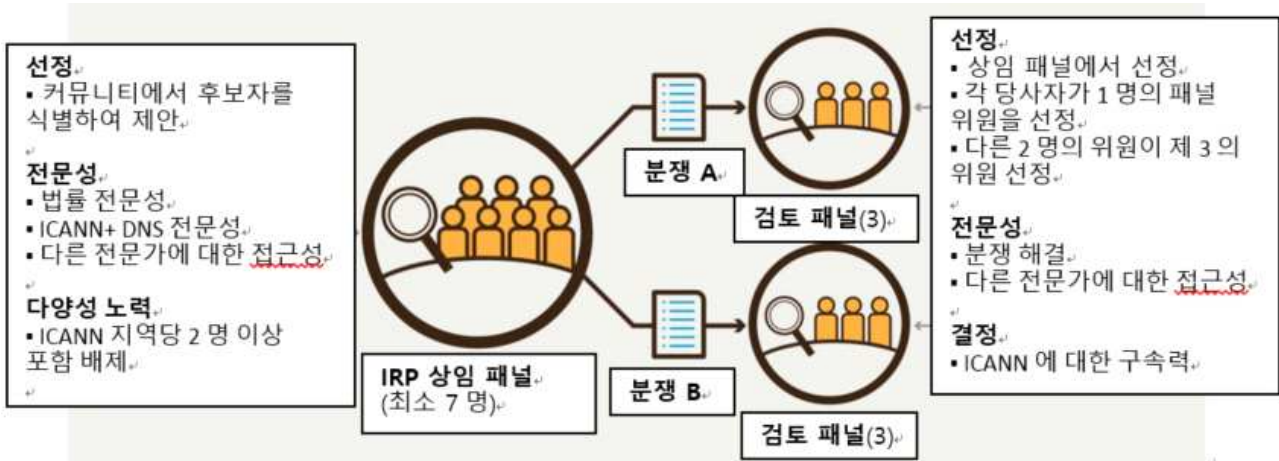 선정
▪ 커뮤니티에서 후보자를
식별하여 제안
전문성
▪ 법률 전문성
▪ ICANN+ DNS 전문성
▪ 다른 전문가에 대한 접근성
다양성 노력
▪ ICANN 지역당 2 명 이상
포함 배제
IRP 상임 패널
(최소 7 명)
분쟁 A
검토 패널(3)
분쟁 B
검토 패널(3)
선정
▪ 상임 패널에서 선정
▪ 각 당사자가 1 명의 패널
위원을 선정
▪ 다른 2 명의 위원이 제 3 의
위원 선정
전문성
▪ 분쟁 해결
▪ 다른 전문가에 대한 접근성
결정
▪ ICANN 에 대한 구속력